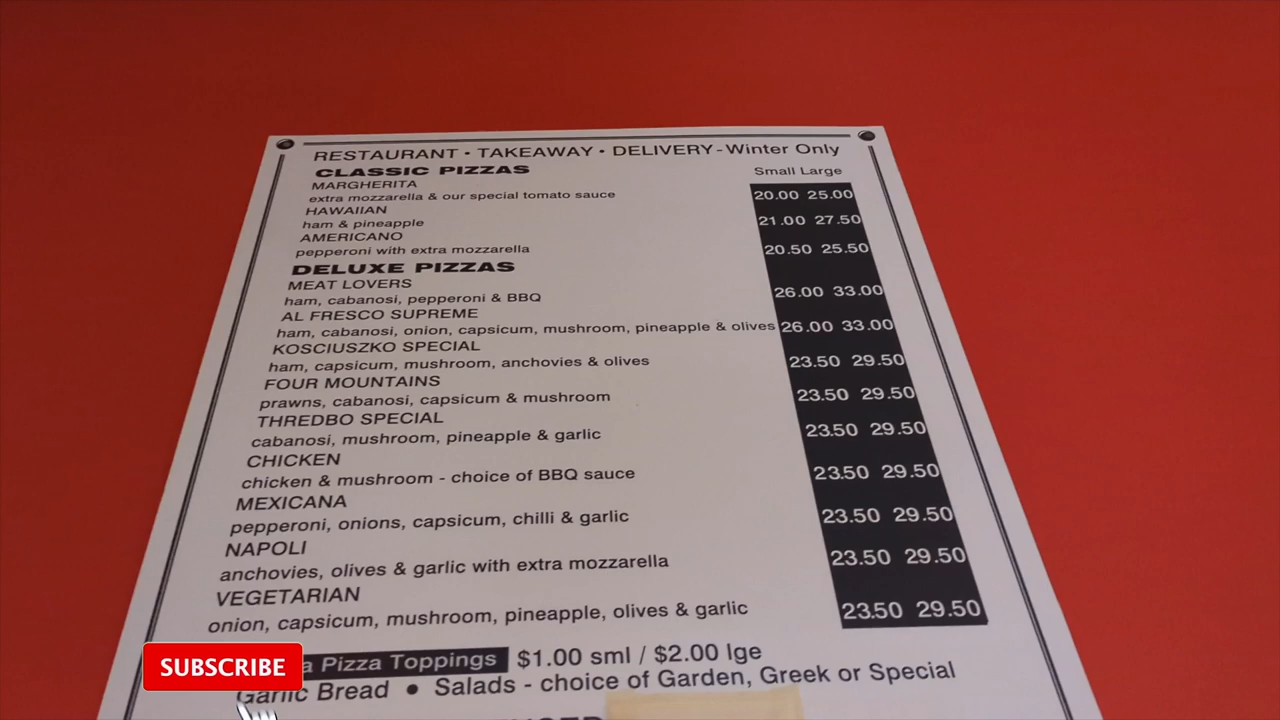 RESTAURANT • TAKEAWAY • DELIVERY - Winter Only
CLASSIC PIZZAS Small Large
MARGHERITA
extra mozzarella & our special tomato sauce 20.00 25.00
HAWAIIAN
ham & pineapple 21.00 27.50
AMERICANO
pepperoni with extra mozzarella 20.50 25.50
DELUXE PIZZAS
MEAT LOVERS
ham, cabanosi, pepperoni & BBQ 26.00 33.00
AL FRESCO SUPREME
ham, cabanosi, onion, capsicum, mushroom, pineapple & olives 26.00 33.00
KOSCIUSZKO SPECIAL
ham, capsicum, mushroom, anchovies & olives 23.50 29.50
FOUR MOUNTAINS
prawns, cabanosi, capsicum & mushroom 23.50 29.50
THREDBO SPECIAL
cabanosi, mushroom, pineapple & garlic 23.50 29.50
CHICKEN
chicken & mushroom - choice of BBQ sauce 23.50 29.50
MEXICANA
pepperoni, onions, capsicum, chilli & garlic 23.50 29.50
NAPOLI
anchovies, olives & garlic with extra mozzarella 23.50 29.50
VEGETARIAN
onion, capsicum, mushroom, pineapple, olives & garlic 23.50 29.50
Pizza Toppings $1.00 sml / $2.00 lge
SUBSCRIBE
Garlic Bread • Salads - choice of Garden, Greek or Special